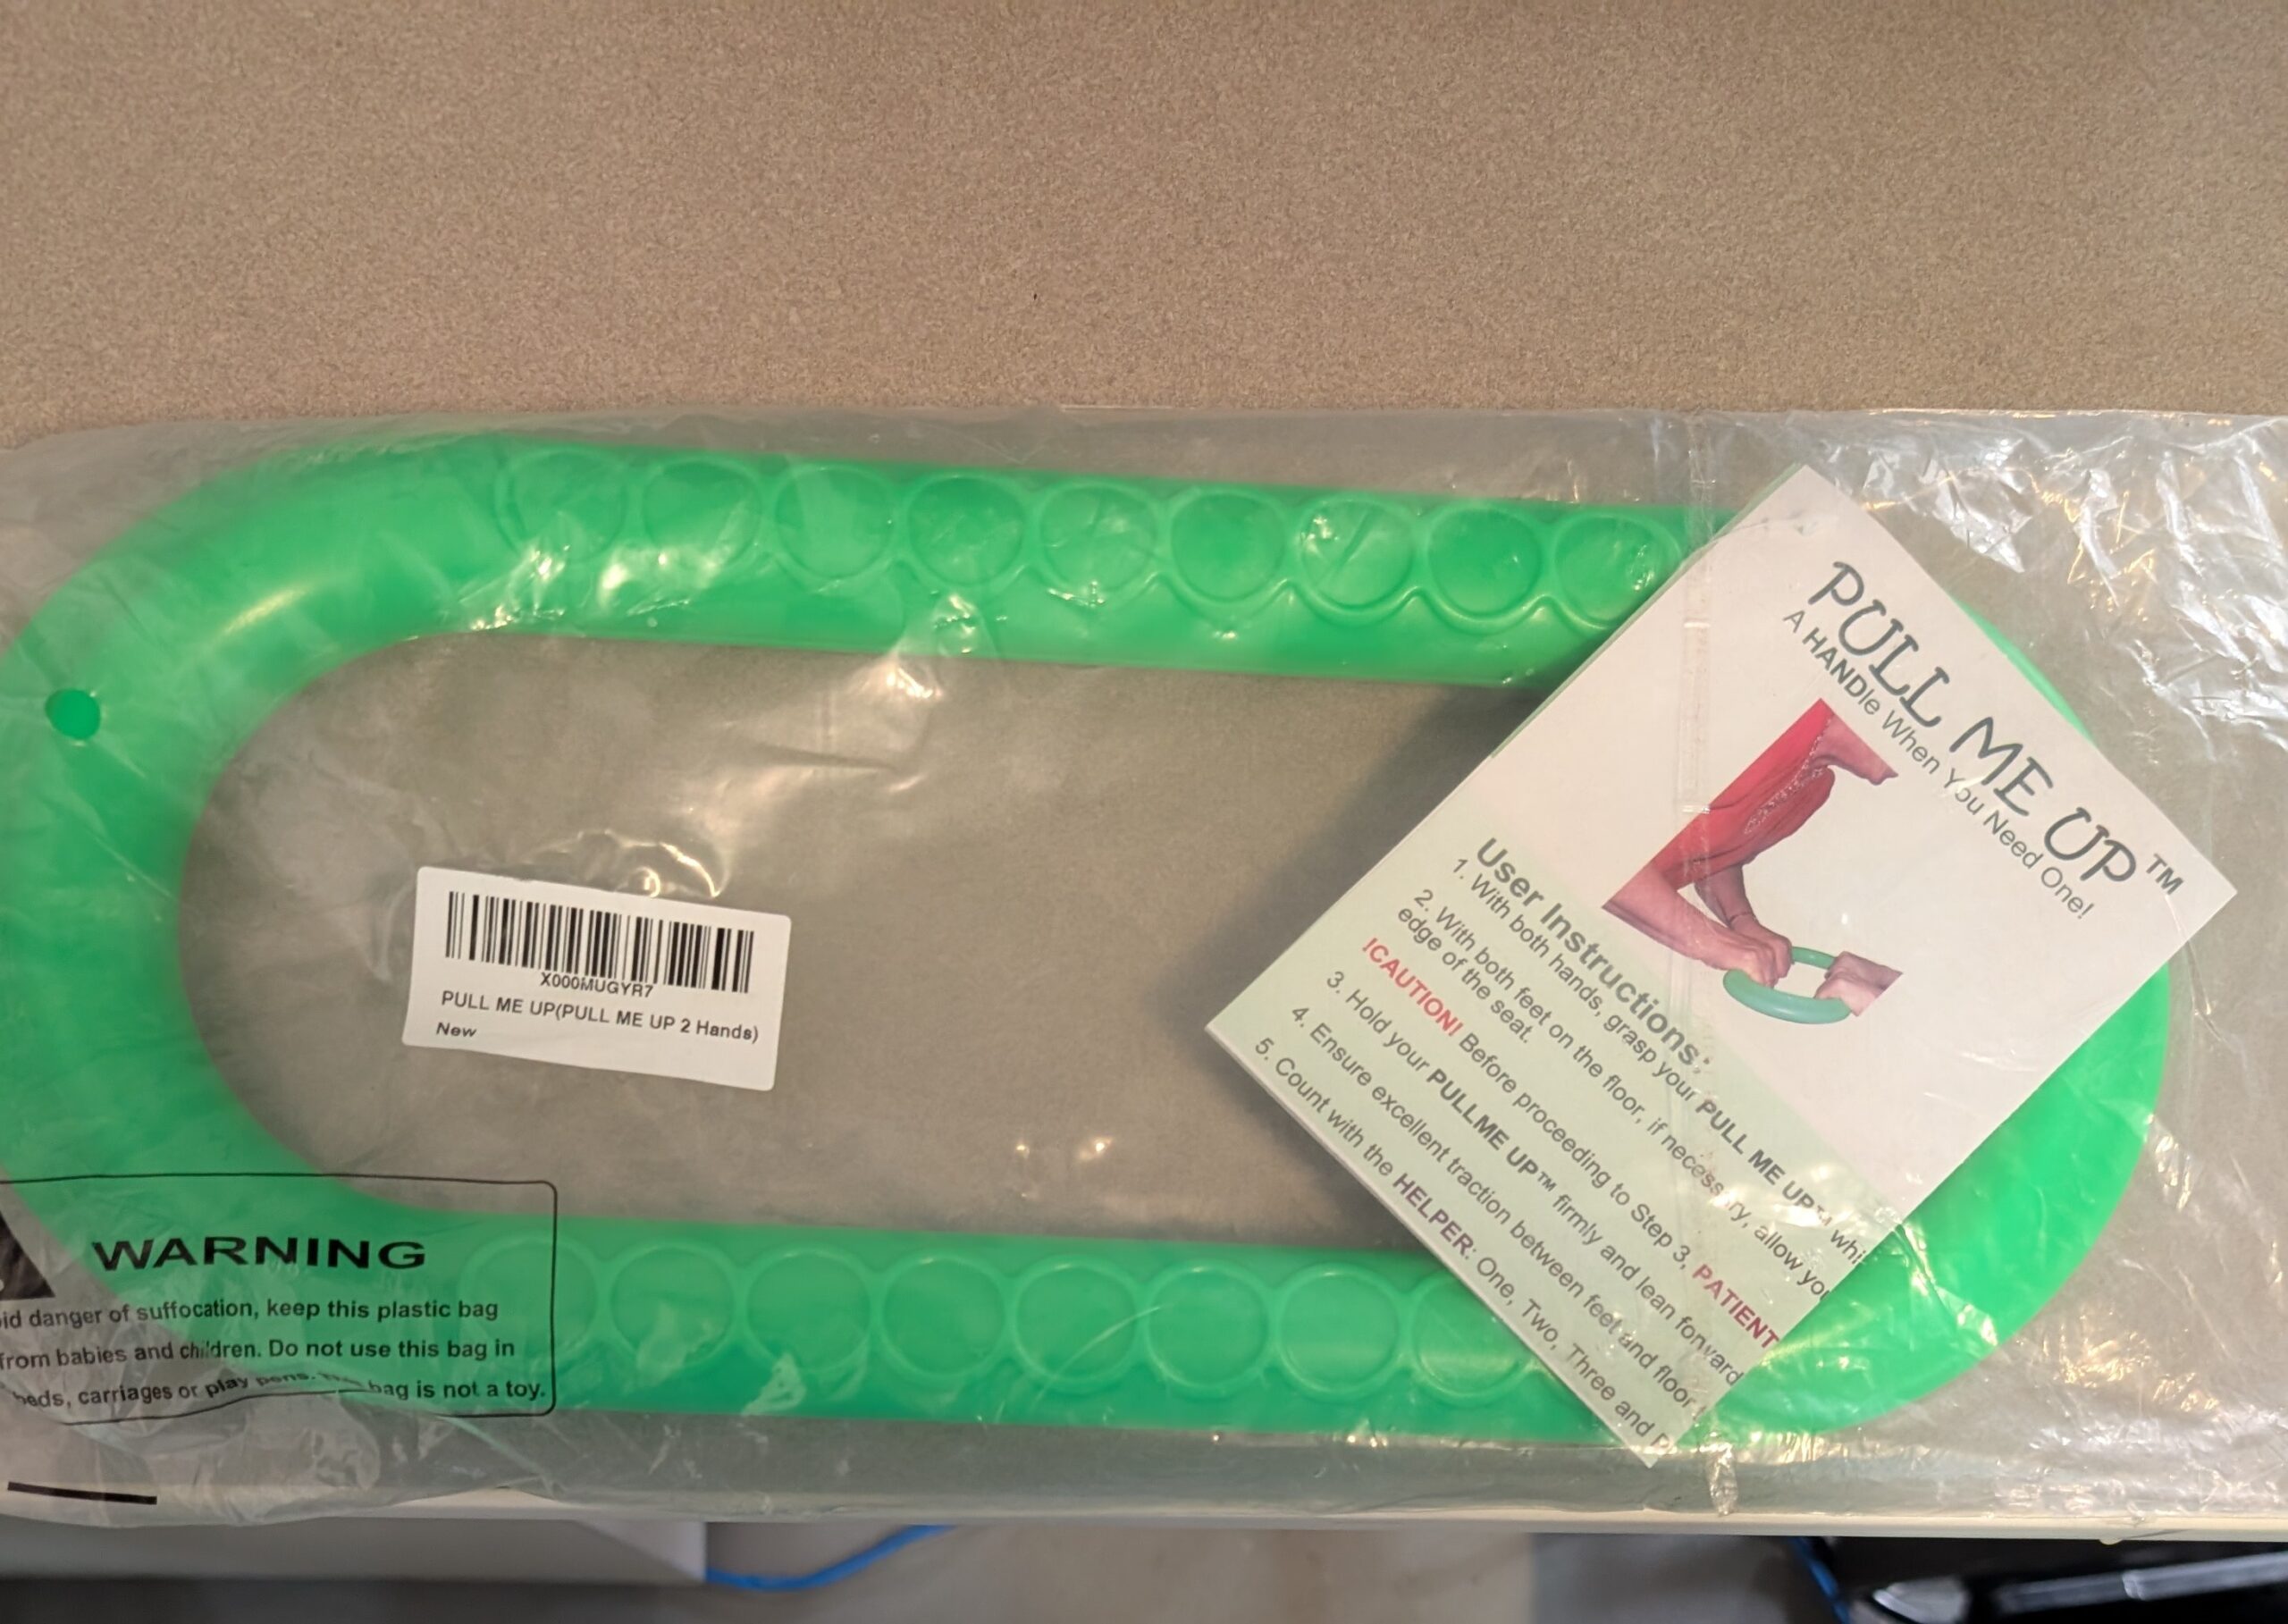 PULL ME UP™
A HANDle When You Need One!
User Instructions:
1. With both hands, grasp your PULL ME UP™ whi
2. With both feet on the floor, if necessary, allow you
edge of the seat.
!CAUTION! Before proceeding to Step 3, PATIENT
3. Hold your PULLME UP™ firmly and lean forward
4. Ensure excellent traction between feet and floor
5. Count with the HELPER: One, Two, Three and P
X000MUGYR7
PULL ME UP(PULL ME UP 2 Hands)
New
WARNING
id danger of suffocation, keep this plastic bag
from babies and children. Do not use this bag in
beds, carriages or play pens. bag is not a toy.